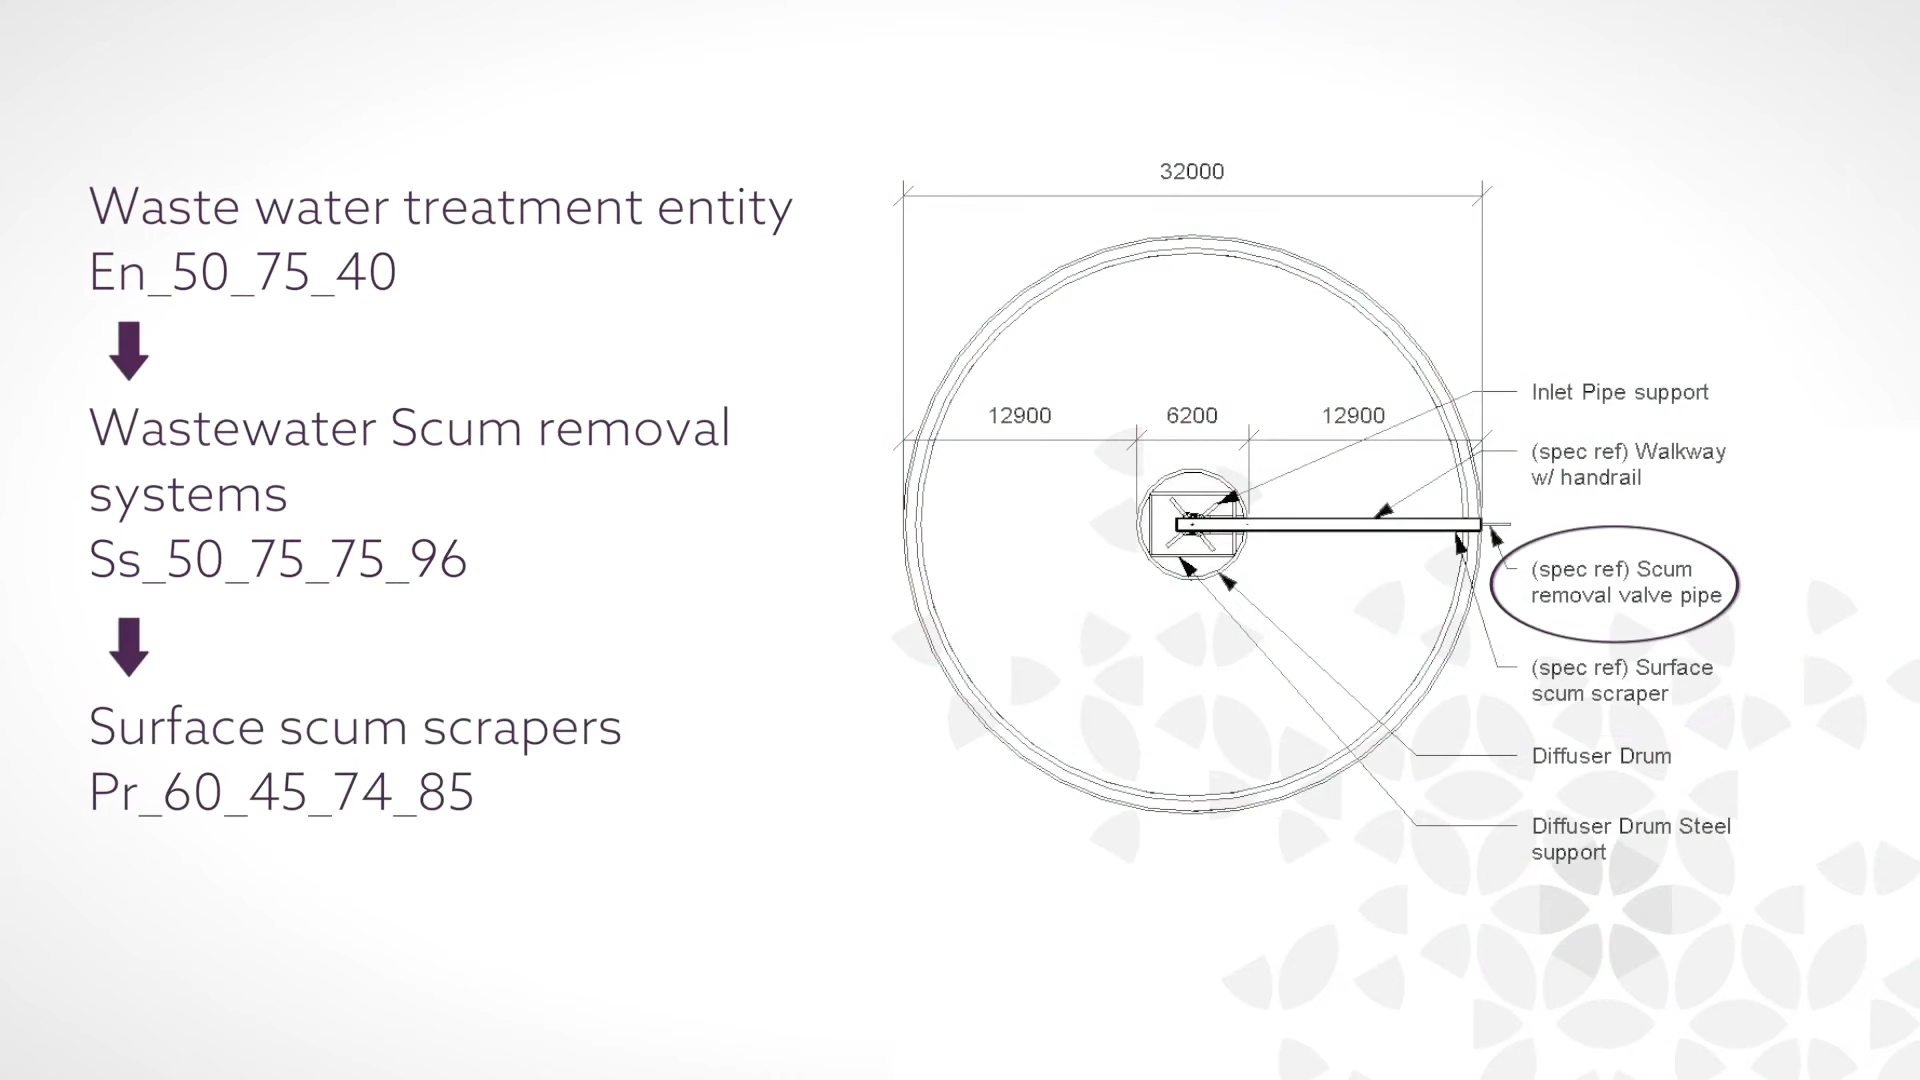 Waste water treatment entity
En_50_75_40
Wastewater Scum removal
systems
Ss_50_75_75_96
Surface scum scrapers
Pr_60_45_74_85
32000
12900
6200
12900
Inlet Pipe support
(spec ref) Walkway
w/ handrail
(spec ref) Scum
removal valve pipe
(spec ref) Surface
scum scraper
Diffuser Drum
Diffuser Drum Steel
support